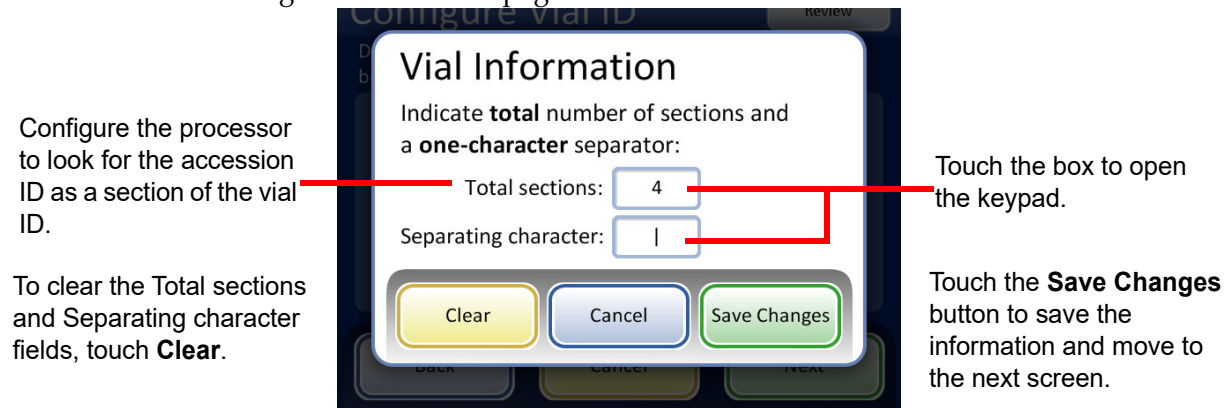 Configure Vial ID
Review
Vial Information
Indicate total number of sections and
a one-character separator:
Total sections: 4
Separating character: |
Clear
Cancel
Save Changes
Back
Cancel
Next
Configure the processor
to look for the accession
ID as a section of the vial
ID.
To clear the Total sections
and Separating character
fields, touch Clear.
Touch the box to open
the keypad.
Touch the Save Changes
button to save the
information and move to
the next screen.